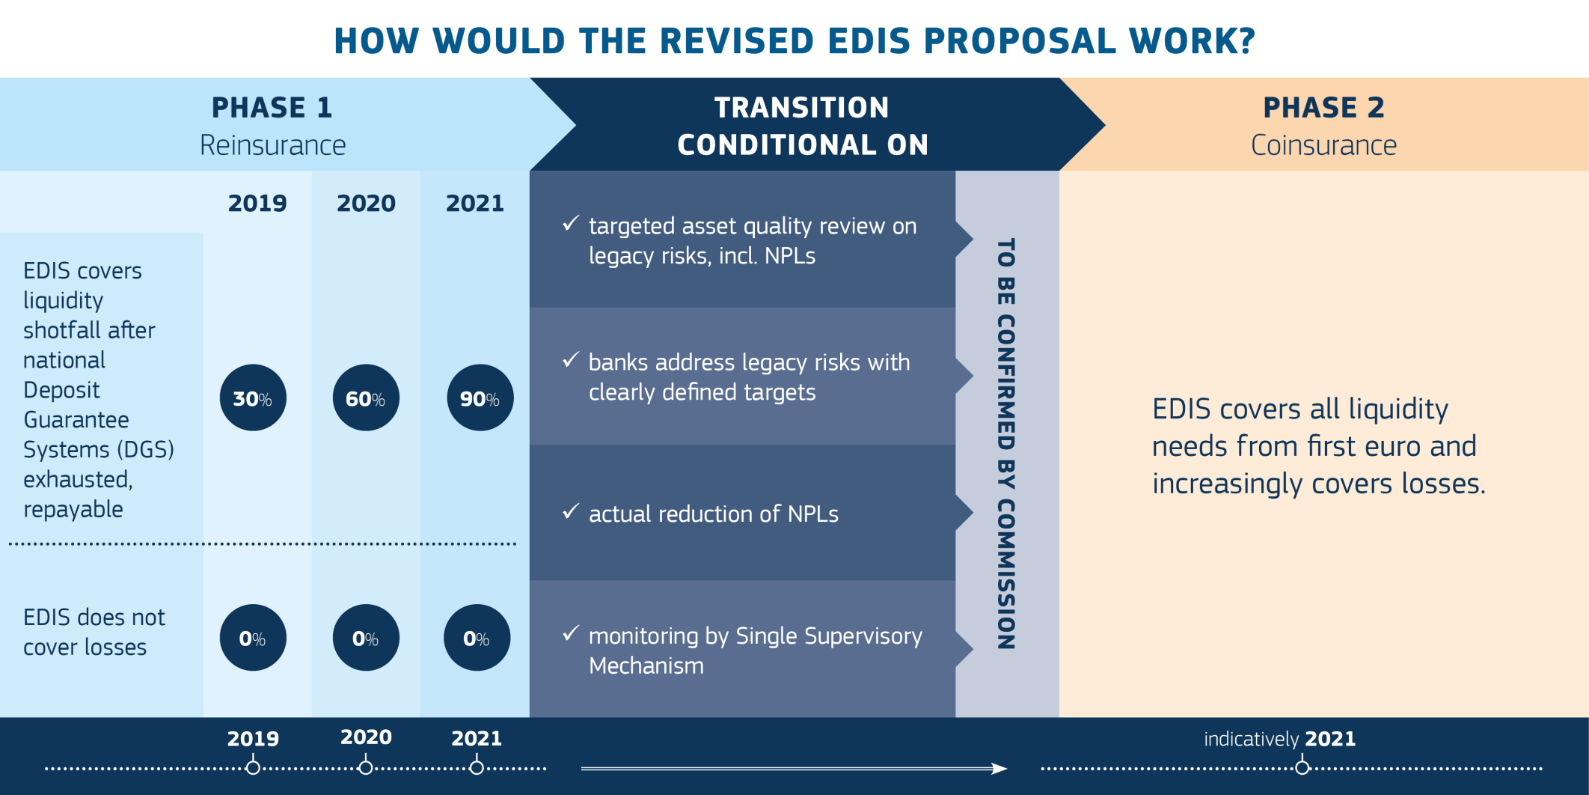 HOW WOULD THE REVISED EDIS PROPOSAL WORK?
PHASE 1
Reinsurance
TRANSITION
CONDITIONAL ON
PHASE 2
Coinsurance
2019
2020
2021
EDIS covers
liquidity
shotfall after
national
Deposit
Guarantee
Systems (DGS)
exhausted,
repayable
30%
60%
90%
EDIS does not
cover losses
0%
0%
0%
✓ targeted asset quality review on
legacy risks, incl. NPLs
✓ banks address legacy risks with
clearly defined targets
✓ actual reduction of NPLs
✓ monitoring by Single Supervisory
Mechanism
TO BE CONFIRMED BY COMMISSION
EDIS covers all liquidity
needs from first euro and
increasingly covers losses.
2019
2020
2021
indicatively 2021